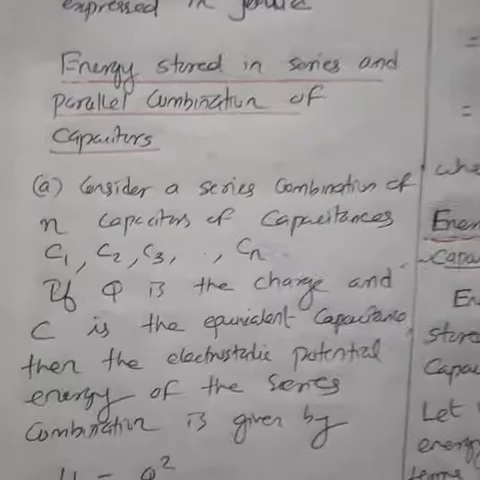 expressed in joule
Energy stored in series and
parallel Combination of
Capacitors
(a) Consider a series Combination of
n capacitors of Capacitances
C₁, C₂, C₃, . , Cₙ
If Q is the charge and
C is the equivalent Capacitance,
then the electrostatic potential
energy of the series
Combination is given by
U = Q²
=
=
Ener
Capa
En
store
Capac
Let
energy
terms